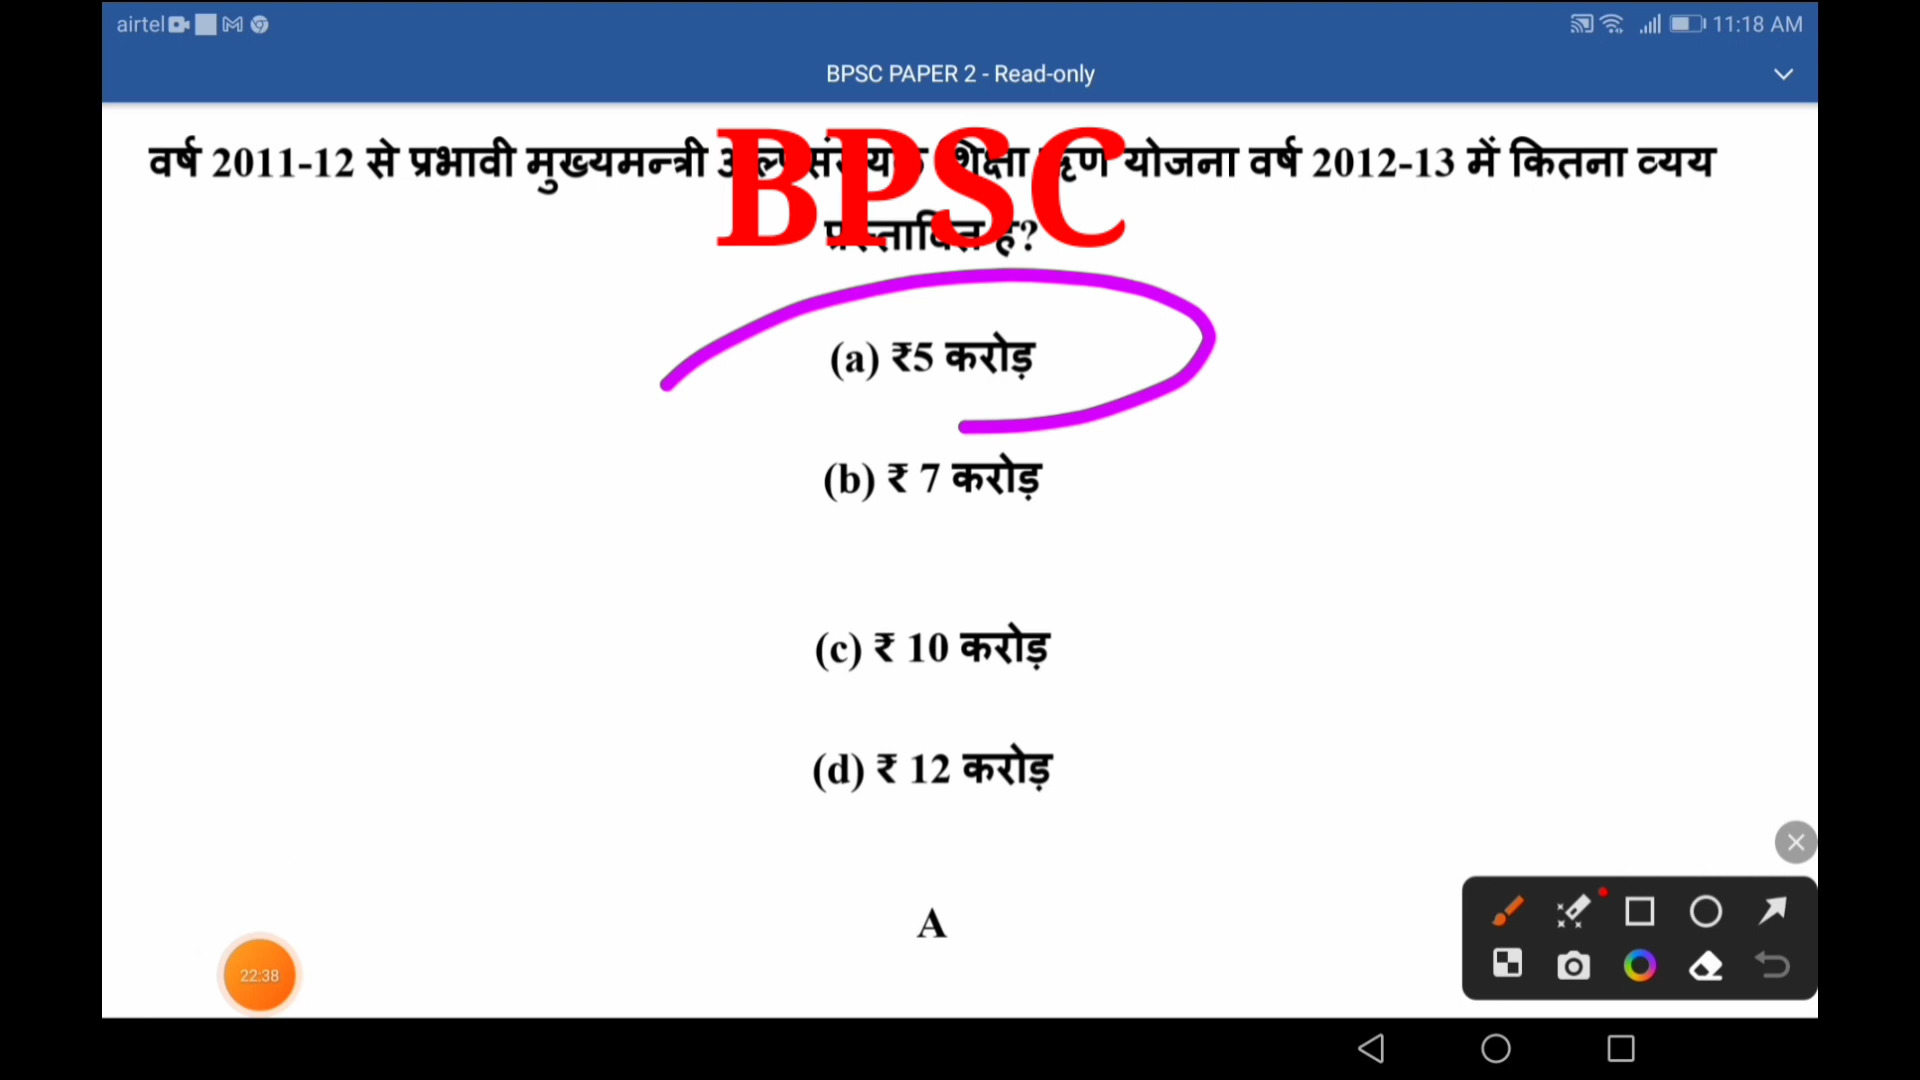 airtel 11:18 AM
BPSC PAPER 2 - Read-only
वर्ष 2011-12 से प्रभावी मुख्यमन्त्री शिक्षा योजना वर्ष 2012-13 में कितना व्यय
BPSC
है?
(a) ₹5 करोड़
(b) ₹ 7 करोड़
(c) ₹ 10 करोड़
(d) ₹ 12 करोड़
A
22:38